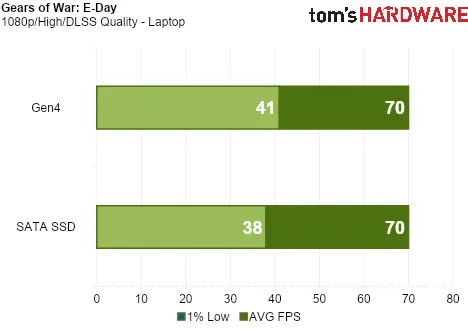 Gears of War: E-Day
1080p/High/DLSS Quality - Laptop
tom'sHARDWARE
Gen4
41
70
SATA SSD
38
70
0 10 20 30 40 50 60 70 80
1% Low AVG FPS